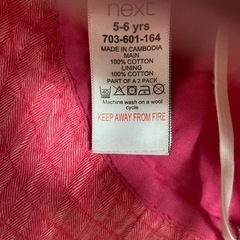 next
5-6 yrs
703-601-164
MADE IN CAMBODIA
MAIN
100% COTTON
LINING
100% COTTON
PART OF A 2 PACK
Machine wash on a wool
cycle
KEEP AWAY FROM FIRE